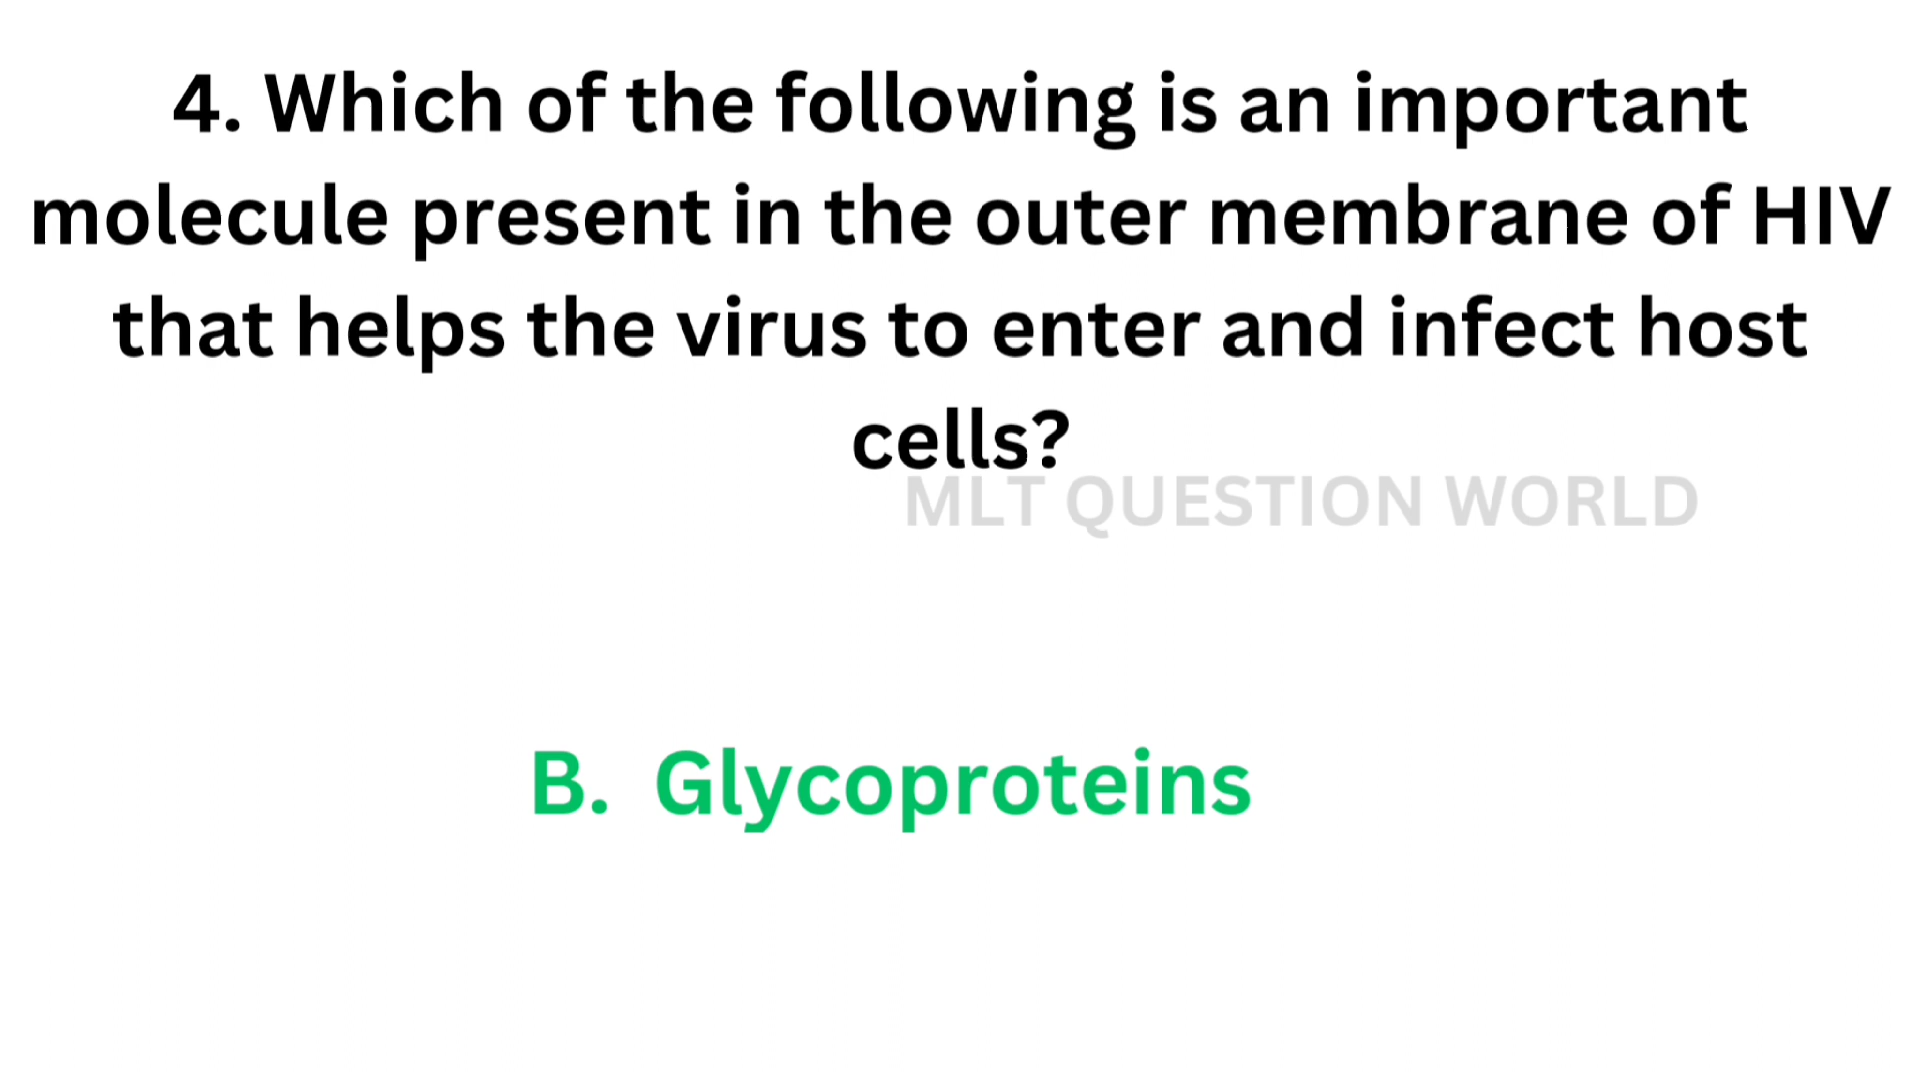 4. Which of the following is an important
molecule present in the outer membrane of HIV
that helps the virus to enter and infect host
cells?
MLT QUESTION WORLD
B. Glycoproteins